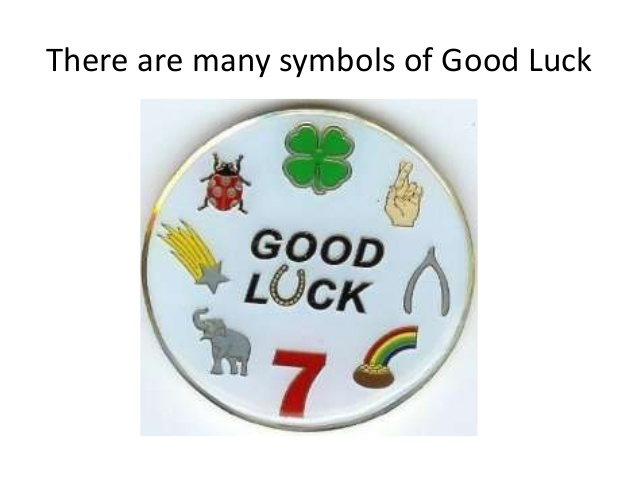 There are many symbols of Good Luck
GOOD
LUCK
7